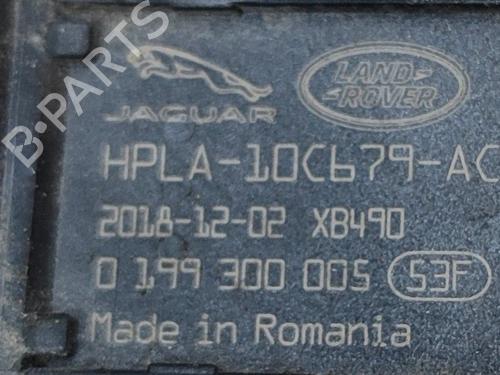 B·PARTS
JAGUAR
LAND
ROVER
HPLA-10C679-AC
2018-12-02 XB490
0 199 300 005 53F
Made in Romania